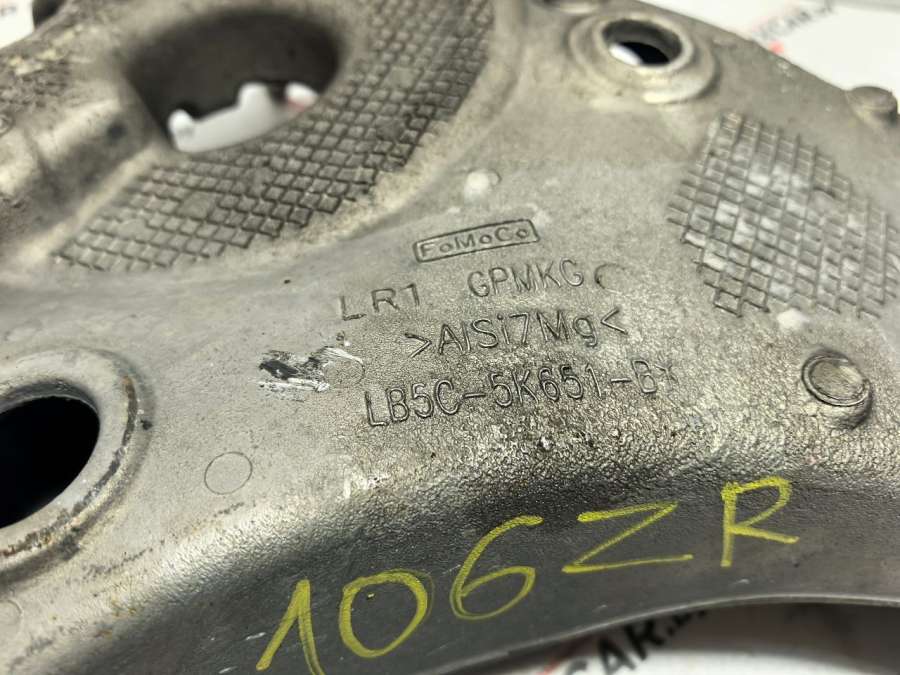 FoMoCo
LR1 GPMKG
>AlSi7Mg<
LB5C-5K651-B*
106ZR